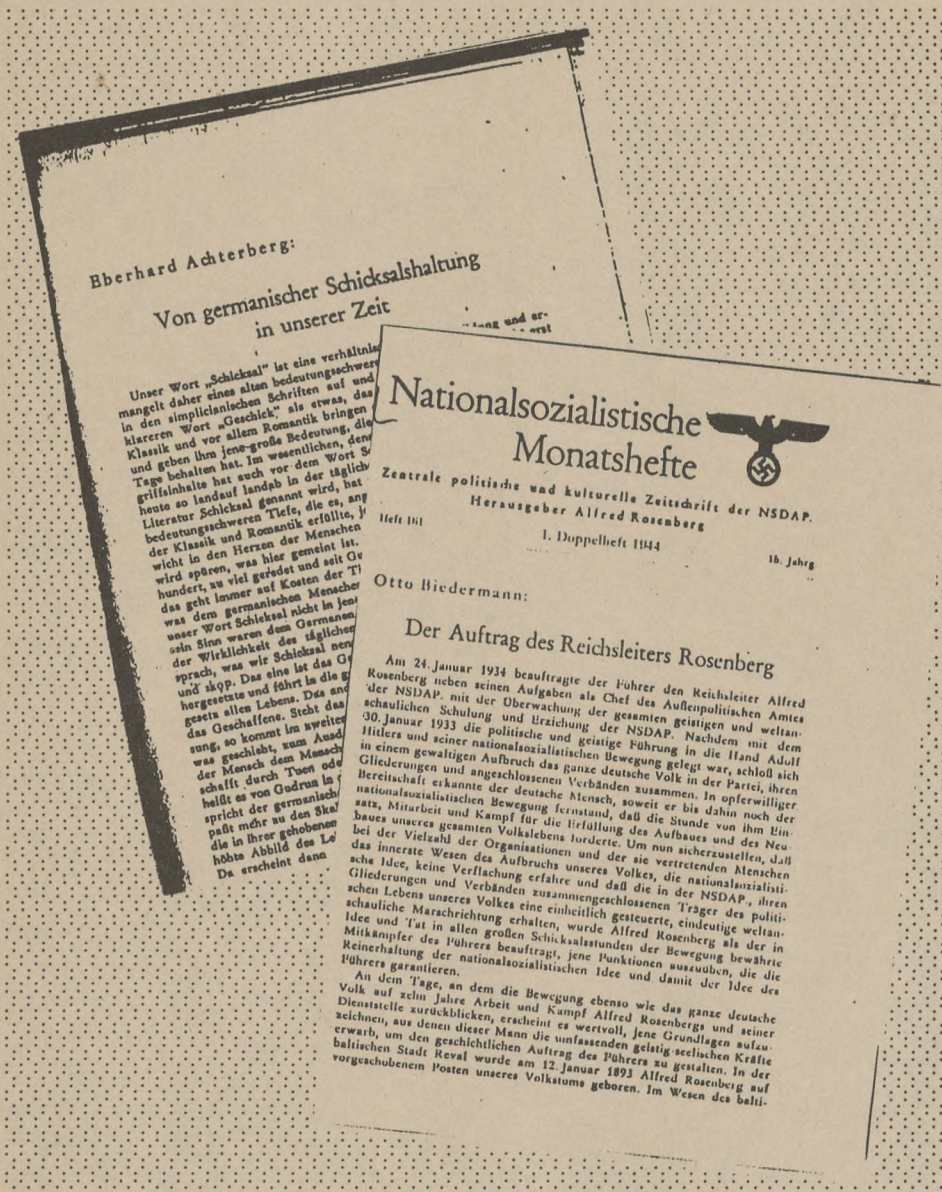 Eberhard Achterberg:
Von germanischer Schicksalshaltung
in unserer Zeit
und er-
erst
Unser Wort „Schicksal" ist eine verhältnis
mangelt daher eines alten bedeutungsschwer
in den simplicianischen Schriften auf und
klareren Wort „Geschick" als etwas, das
Klassik und vor allem Romantik bringen
und geben ihm jene große Bedeutung, die
Tage behalten hat. Im wesentlichen, denn
griffsinhalte hat auch vor dem Wort S
heute so landauf landab in der täglich
Literatur Schicksal genannt wird, hat
bedeutungsschweren Tiefe, die es, ang
der Klassik und Romantik erfüllte, j
wicht in den Herzen der Menschen
wird spüren, was hier gemeint ist.
hundert, zu viel geredet und seit Gu
das geht immer auf Kosten der Ti
was dem germanischen Menschen
unser Wort Schicksal nicht in jene
sein Sinn waren dem Germanen
der Wirklichkeit des täglichen
sprach, was wir Schicksal nen
und skop. Das eine ist das Ge
hergesetzte und führt in die g
gesetz allen Lebens. Das and
das Geschaffene. Steht das
sung, so kommt im zweiten
was geschieht, zum Ausd
der Mensch dem Mensch
schafft durch Tuen ode
heißt es von Gudrun in
spricht der germanisch
paßt mehr zu den Ska
die in ihrer gehobenen
höhte Abbild des Le
Da erscheint dann
Nationalsozialistische
Monatshefte
Zentrale politische und kulturelle Zeitschrift der NSDAP.
Herausgeber Alfred Rosenberg
Heft 161
1. Doppelheft 1944
15. Jahrg.
Otto Biedermann:
Der Auftrag des Reichsleiters Rosenberg
Am 24. Januar 1934 beauftragte der Führer den Reichsleiter Alfred
Rosenberg neben seinen Aufgaben als Chef des Außenpolitischen Amtes
der NSDAP. mit der Überwachung der gesamten geistigen und weltan-
schaulichen Schulung und Erziehung der NSDAP. Nachdem mit dem
30. Januar 1933 die politische und geistige Führung in die Hand Adolf
Hitlers und seiner nationalsozialistischen Bewegung gelegt war, schloß sich
in einem gewaltigen Aufbruch das ganze deutsche Volk in der Partei, ihren
Gliederungen und angeschlossenen Verbänden zusammen. In opferwilliger
Bereitschaft erkannte der deutsche Mensch, soweit er bis dahin noch der
nationalsozialistischen Bewegung fernstand, daß die Stunde von ihm Ein-
satz, Mitarbeit und Kampf für die Erfüllung des Aufbaues und des Neu-
baues unseres gesamten Volkslebens forderte. Um nun sicherzustellen, daß
bei der Vielzahl der Organisationen und der sie vertretenden Menschen
das innerste Wesen des Aufbruchs unseres Volkes, die nationalsozialisti-
sche Idee, keine Verflachung erfahre und daß die in der NSDAP., ihren
Gliederungen und Verbänden zusammengeschlossenen Träger des politi-
schen Lebens unseres Volkes eine einheitlich gesteuerte, eindeutige weltan-
schauliche Marschrichtung erhalten, wurde Alfred Rosenberg als der in
Idee und Tat in allen großen Schicksalsstunden der Bewegung bewährte
Mitkämpfer des Führers beauftragt, jene Funktionen auszuüben, die die
Reinerhaltung der nationalsozialistischen Idee und damit der Idee des
Führers garantieren.
An dem Tage, an dem die Bewegung ebenso wie das ganze deutsche
Volk auf zehn Jahre Arbeit und Kampf Alfred Rosenbergs und seiner
Dienststelle zurückblicken, erscheint es wertvoll, jene Grundlagen aufzu-
zeichnen, aus denen dieser Mann die umfassenden geistig-seelischen Kräfte
erwarb, um den geschichtlichen Auftrag des Führers zu gestalten. In der
baltischen Stadt Reval wurde am 12. Januar 1893 Alfred Rosenberg auf
vorgeschobenem Posten unseres Volkstums geboren. Im Wesen des balti-